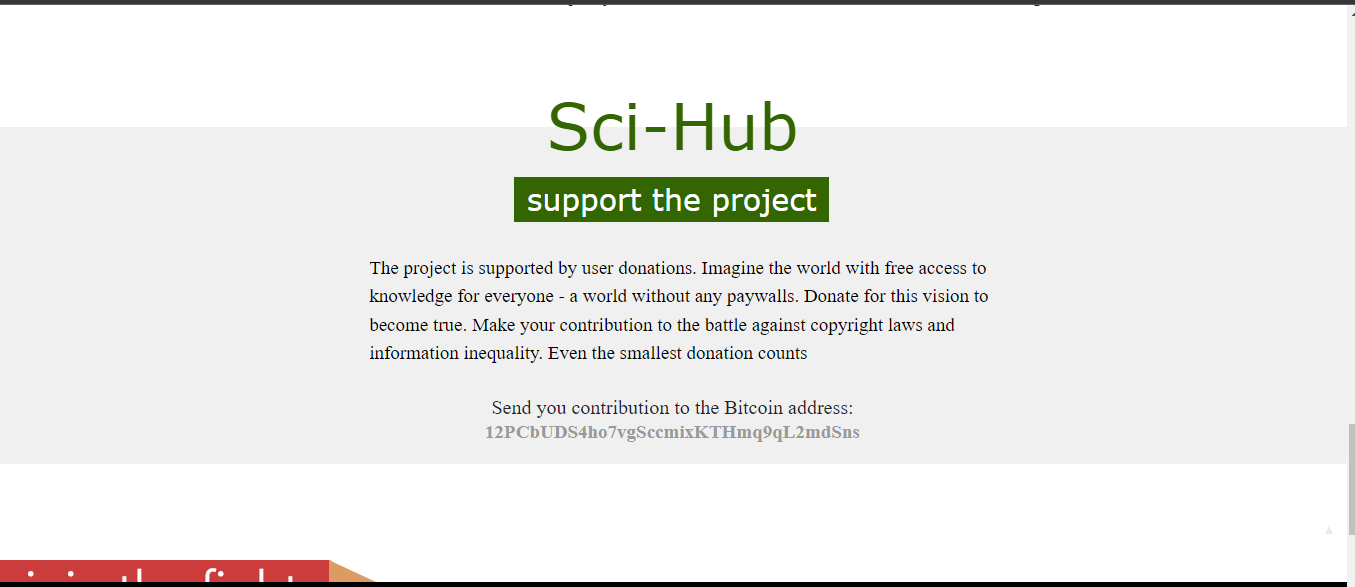 Sci-Hub
support the project
The project is supported by user donations. Imagine the world with free access to
knowledge for everyone - a world without any paywalls. Donate for this vision to
become true. Make your contribution to the battle against copyright laws and
information inequality. Even the smallest donation counts
Send you contribution to the Bitcoin address:
12PCbUDS4ho7vgSccmixKTHmq9qL2mdSns